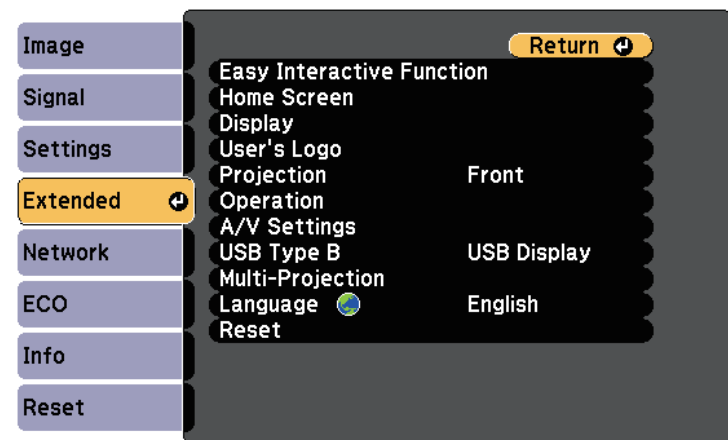 Image
Signal
Settings
Extended
Network
ECO
Info
Reset
Return
Easy Interactive Function
Home Screen
Display
User's Logo
Projection Front
Operation
A/V Settings
USB Type B USB Display
Multi-Projection
Language English
Reset